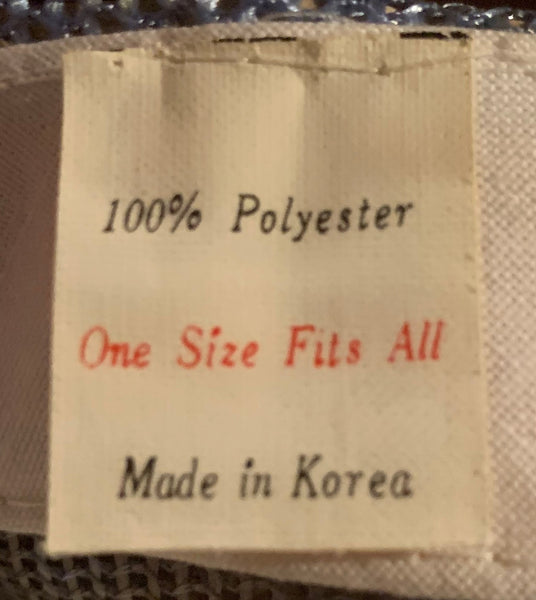 100% Polyester
One Size Fits All
Made in Korea